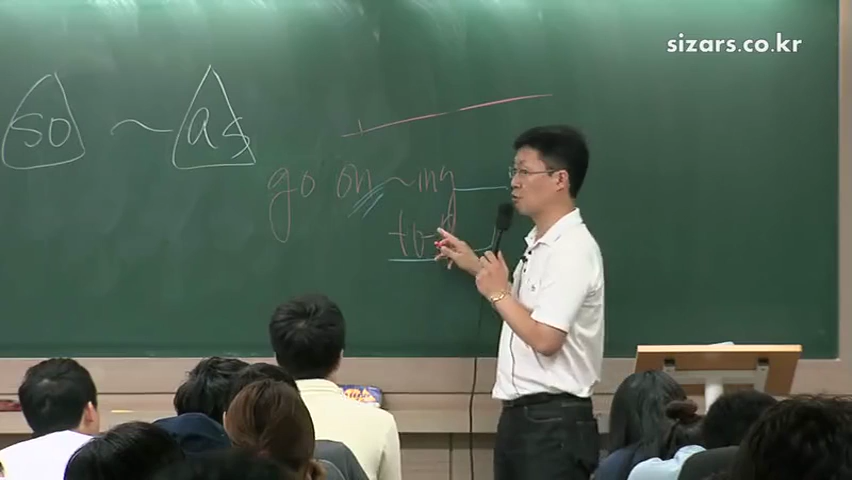 sizars.co.kr
so ~ as
go on ~ing
to